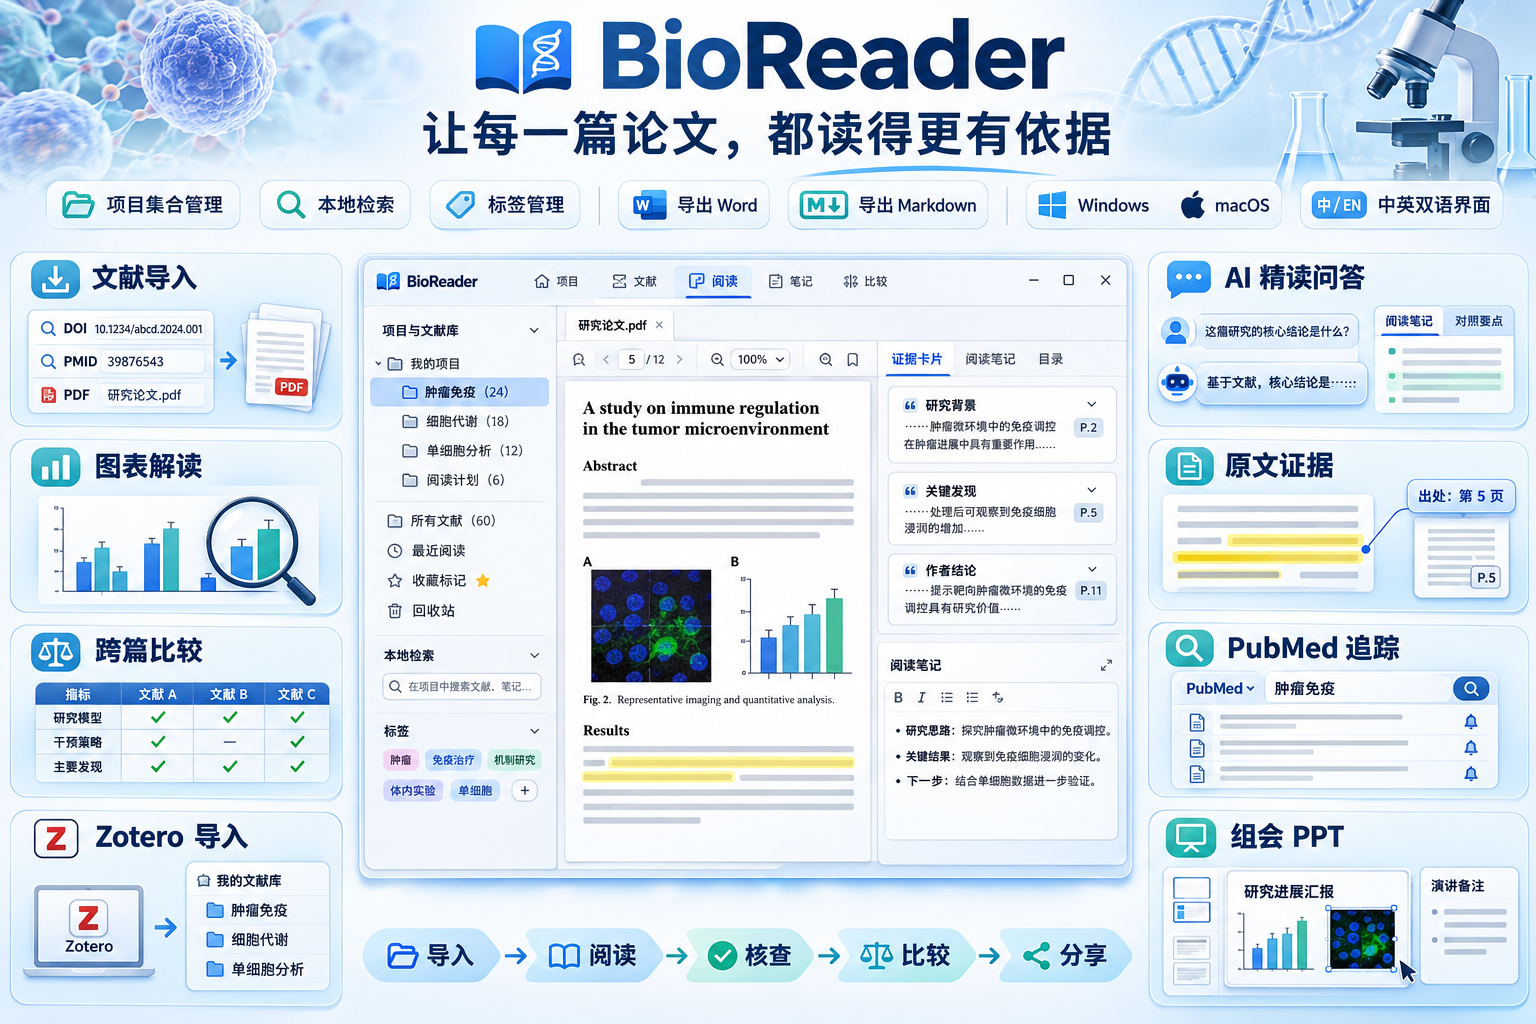 BioReader
让每一篇论文，都读得更有依据
项目集合管理
本地检索
标签管理
W
导出 Word
M
导出 Markdown
Windows
macOS
中/EN
中英双语界面
文献导入
DOI 10.1234/abcd.2024.001
PMID 39876543
PDF 研究论文.pdf
PDF
图表解读
跨篇比较
指标 文献 A 文献 B 文献 C
研究模型 ✓ ✓ ✓
干预策略 ✓ — ✓
主要发现 ✓ ✓ ✓
Z
Zotero 导入
Z
Zotero
我的文献库
肿瘤免疫
细胞代谢
单细胞分析
BioReader
项目
文献
阅读
笔记
比较
项目与文献库
我的项目
肿瘤免疫 (24)
细胞代谢 (18)
单细胞分析 (12)
阅读计划 (6)
所有文献 (60)
最近阅读
收藏标记
回收站
本地检索
在项目中搜索文献、笔记...
标签
肿瘤
免疫治疗
机制研究
体内实验
单细胞
+
研究论文.pdf ×
5 / 12
100%
A study on immune regulation
in the tumor microenvironment
Abstract
A
B
Fig. 2. Representative imaging and quantitative analysis.
Results
证据卡片
阅读笔记
目录
研究背景
……肿瘤微环境中的免疫调控
在肿瘤进展中具有重要作用……
P.2
关键发现
……处理后可观察到免疫细胞
浸润的增加……
P.5
作者结论
……提示靶向肿瘤微环境的免疫
调控具有研究价值……
P.11
阅读笔记
B I
• 研究思路：探究肿瘤微环境中的免疫调控。
• 关键结果：观察到免疫细胞浸润的变化。
• 下一步：结合单细胞数据进一步验证。
导入
阅读
核查
比较
分享
AI 精读问答
这篇研究的核心结论是什么？
基于文献，核心结论是……
阅读笔记
对照要点
原文证据
出处：第 5 页
P.5
PubMed 追踪
PubMed
肿瘤免疫
组会 PPT
研究进展汇报
演讲备注